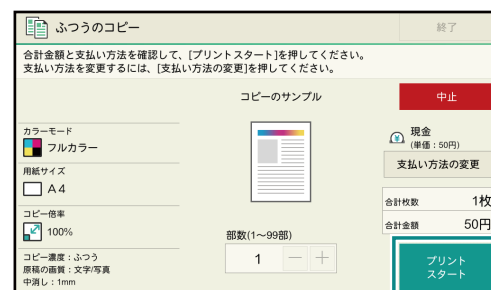 ふつうのコピー
終了
合計金額と支払い方法を確認して、[プリントスタート]を押してください。
支払い方法を変更するには、[支払い方法の変更]を押してください。
コピーのサンプル
中止
カラーモード
フルカラー
現金
(単価：50円)
支払い方法の変更
用紙サイズ
A4
合計枚数 1枚
コピー倍率
100%
合計金額 50円
部数(1～99部)
1 － ＋
コピー濃度：ふつう
原稿の画質：文字/写真
中消し：1mm
プリント
スタート